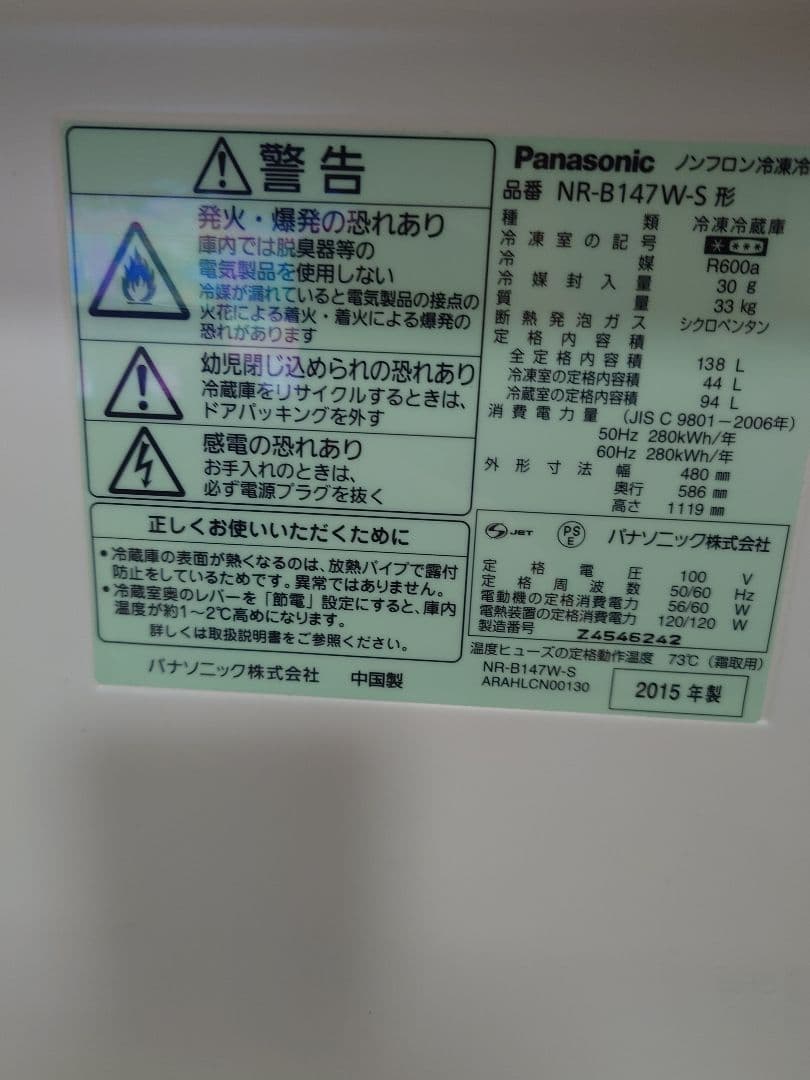 警告
発火・爆発の恐れあり
庫内では脱臭器等の
電気製品を使用しない
冷媒が漏れていると電気製品の接点の
火花による着火・着火による爆発の
恐れがあります
幼児閉じ込められの恐れあり
冷蔵庫をリサイクルするときは、
ドアパッキングを外す
感電の恐れあり
お手入れのときは、
必ず電源プラグを抜く
正しくお使いいただくために
•冷蔵庫の表面が熱くなるのは、放熱パイプで露付
防止をしているためです。異常ではありません。
•冷蔵室奥のレバーを「節電」設定にすると、庫内
温度が約1～2℃高めになります。
詳しくは取扱説明書をご参照ください。
パナソニック株式会社 中国製
Panasonic ノンフロン冷凍冷
品番 NR-B147W-S 形
種類 冷凍冷蔵庫
冷凍室の記号 ****
冷媒 R600a
冷媒封入量 30 g
質量 33 kg
断熱発泡ガス シクロペンタン
定格内容積
全定格内容積 138 L
冷凍室の定格内容積 44 L
冷蔵室の定格内容積 94 L
消費電力量 (JIS C 9801－2006年)
50Hz 280kWh/年
60Hz 280kWh/年
外形寸法 幅 480 mm
奥行 586 mm
高さ 1119 mm
JET PS E パナソニック株式会社
定格電圧 100 V
定格周波数 50/60 Hz
電動機の定格消費電力 56/60 W
電熱装置の定格消費電力 120/120 W
製造番号 Z4546242
温度ヒューズの定格動作温度 73℃（霜取用）
NR-B147W-S
ARAHLCN00130
2015 年製